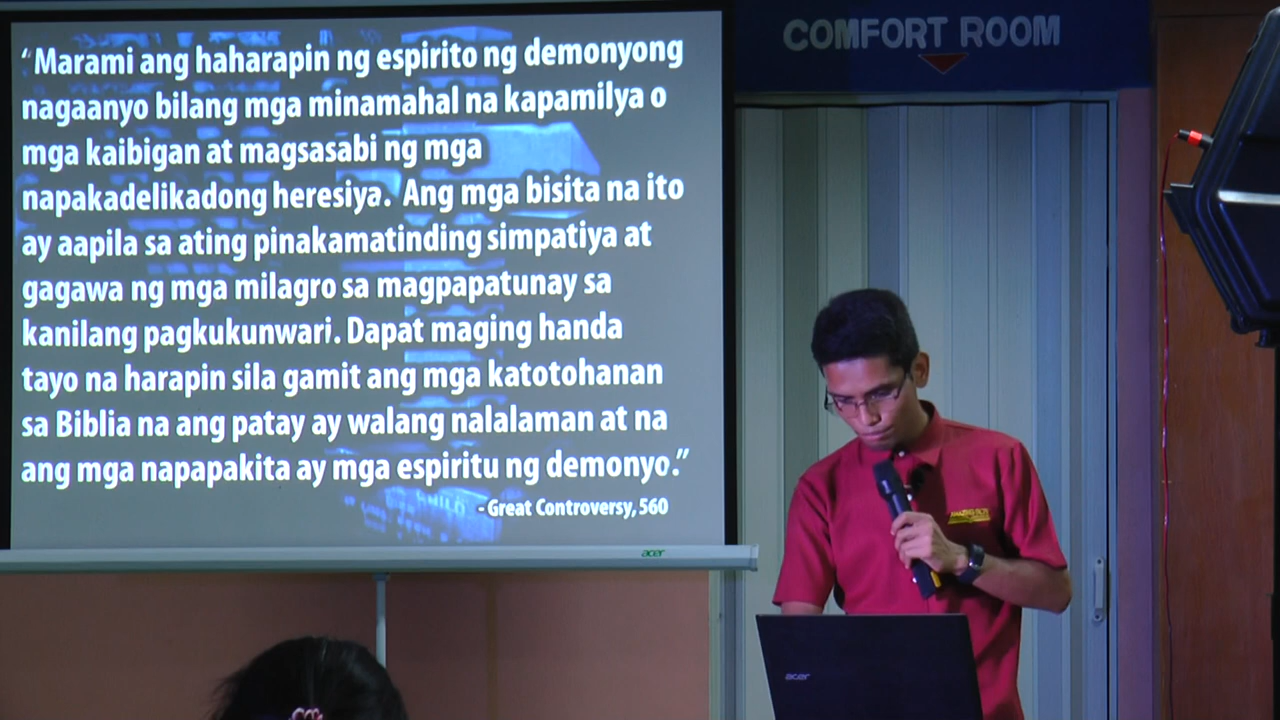 “Marami ang haharapin ng espirito ng demonyong
nagaanyo bilang mga minamahal na kapamilya o
mga kaibigan at magsasabi ng mga
napakadelikadong heresiya. Ang mga bisita na ito
ay aapila sa ating pinakamatinding simpatiya at
gagawa ng mga milagro sa magpapatunay sa
kanilang pagkukunwari. Dapat maging handa
tayo na harapin sila gamit ang mga katotohanan
sa Biblia na ang patay ay walang nalalaman at na
ang mga napapakita ay mga espiritu ng demonyo.”
- Great Controversy, 560
acer
COMFORT ROOM
acer